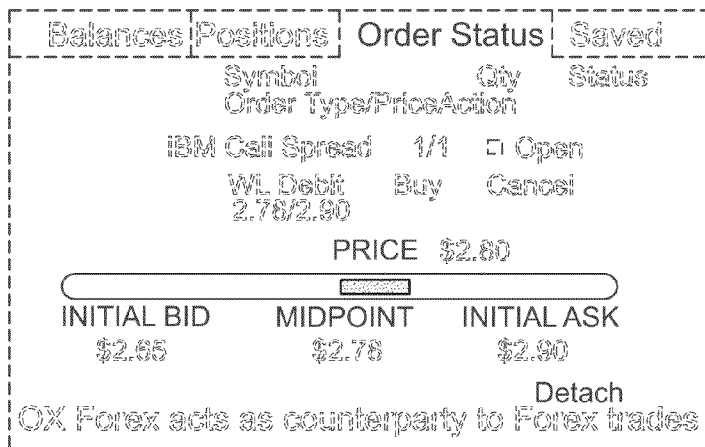 Balances Positions Order Status Saved
Symbol Qty Status
Order Type/PriceAction
IBM Call Spread 1/1 Open
WL Debit Buy Cancel
2.78/2.90
PRICE $2.80
INITIAL BID MIDPOINT INITIAL ASK
$2.65 $2.78 $2.90
Detach
OX Forex acts as counterparty to Forex trades